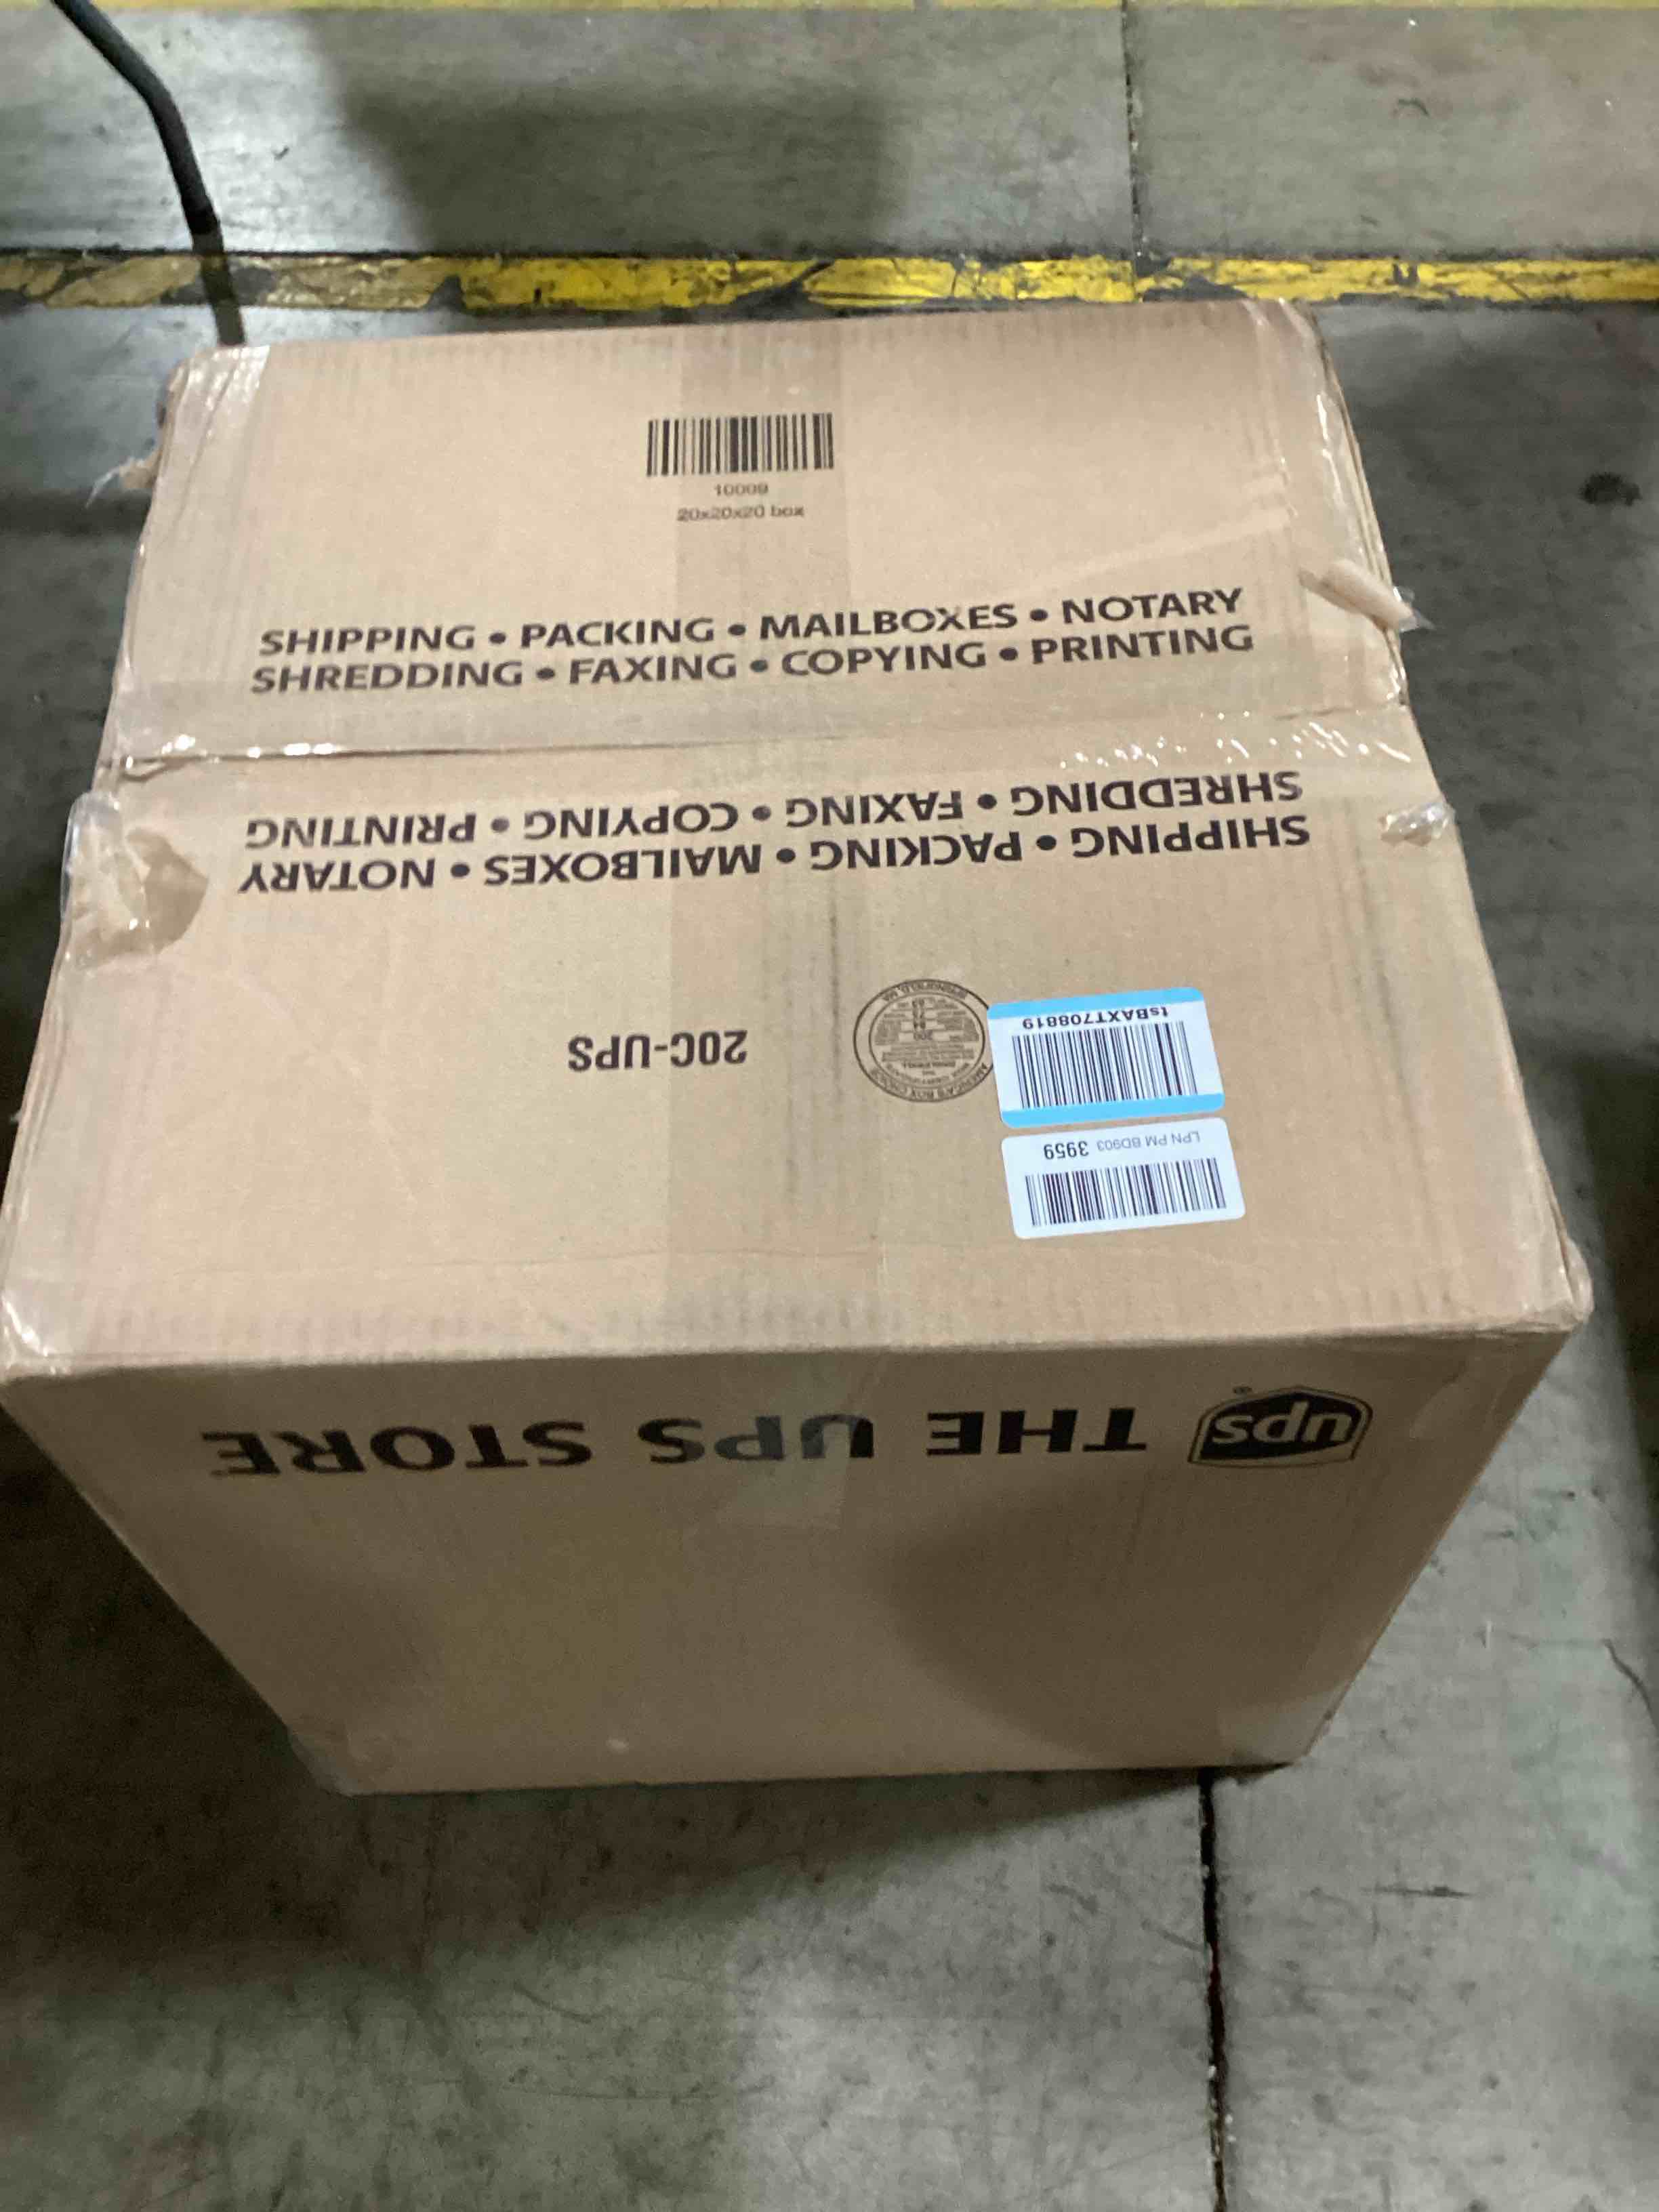 10009
20x20x20 box
SHIPPING • PACKING • MAILBOXES • NOTARY
SHREDDING • FAXING • COPYING • PRINTING
SHIPPING • PACKING • MAILBOXES • NOTARY
SHREDDING • FAXING • COPYING • PRINTING
20C-UPS
tsBAXT708819
LPN PM BD903 3959
ups® THE UPS STORE